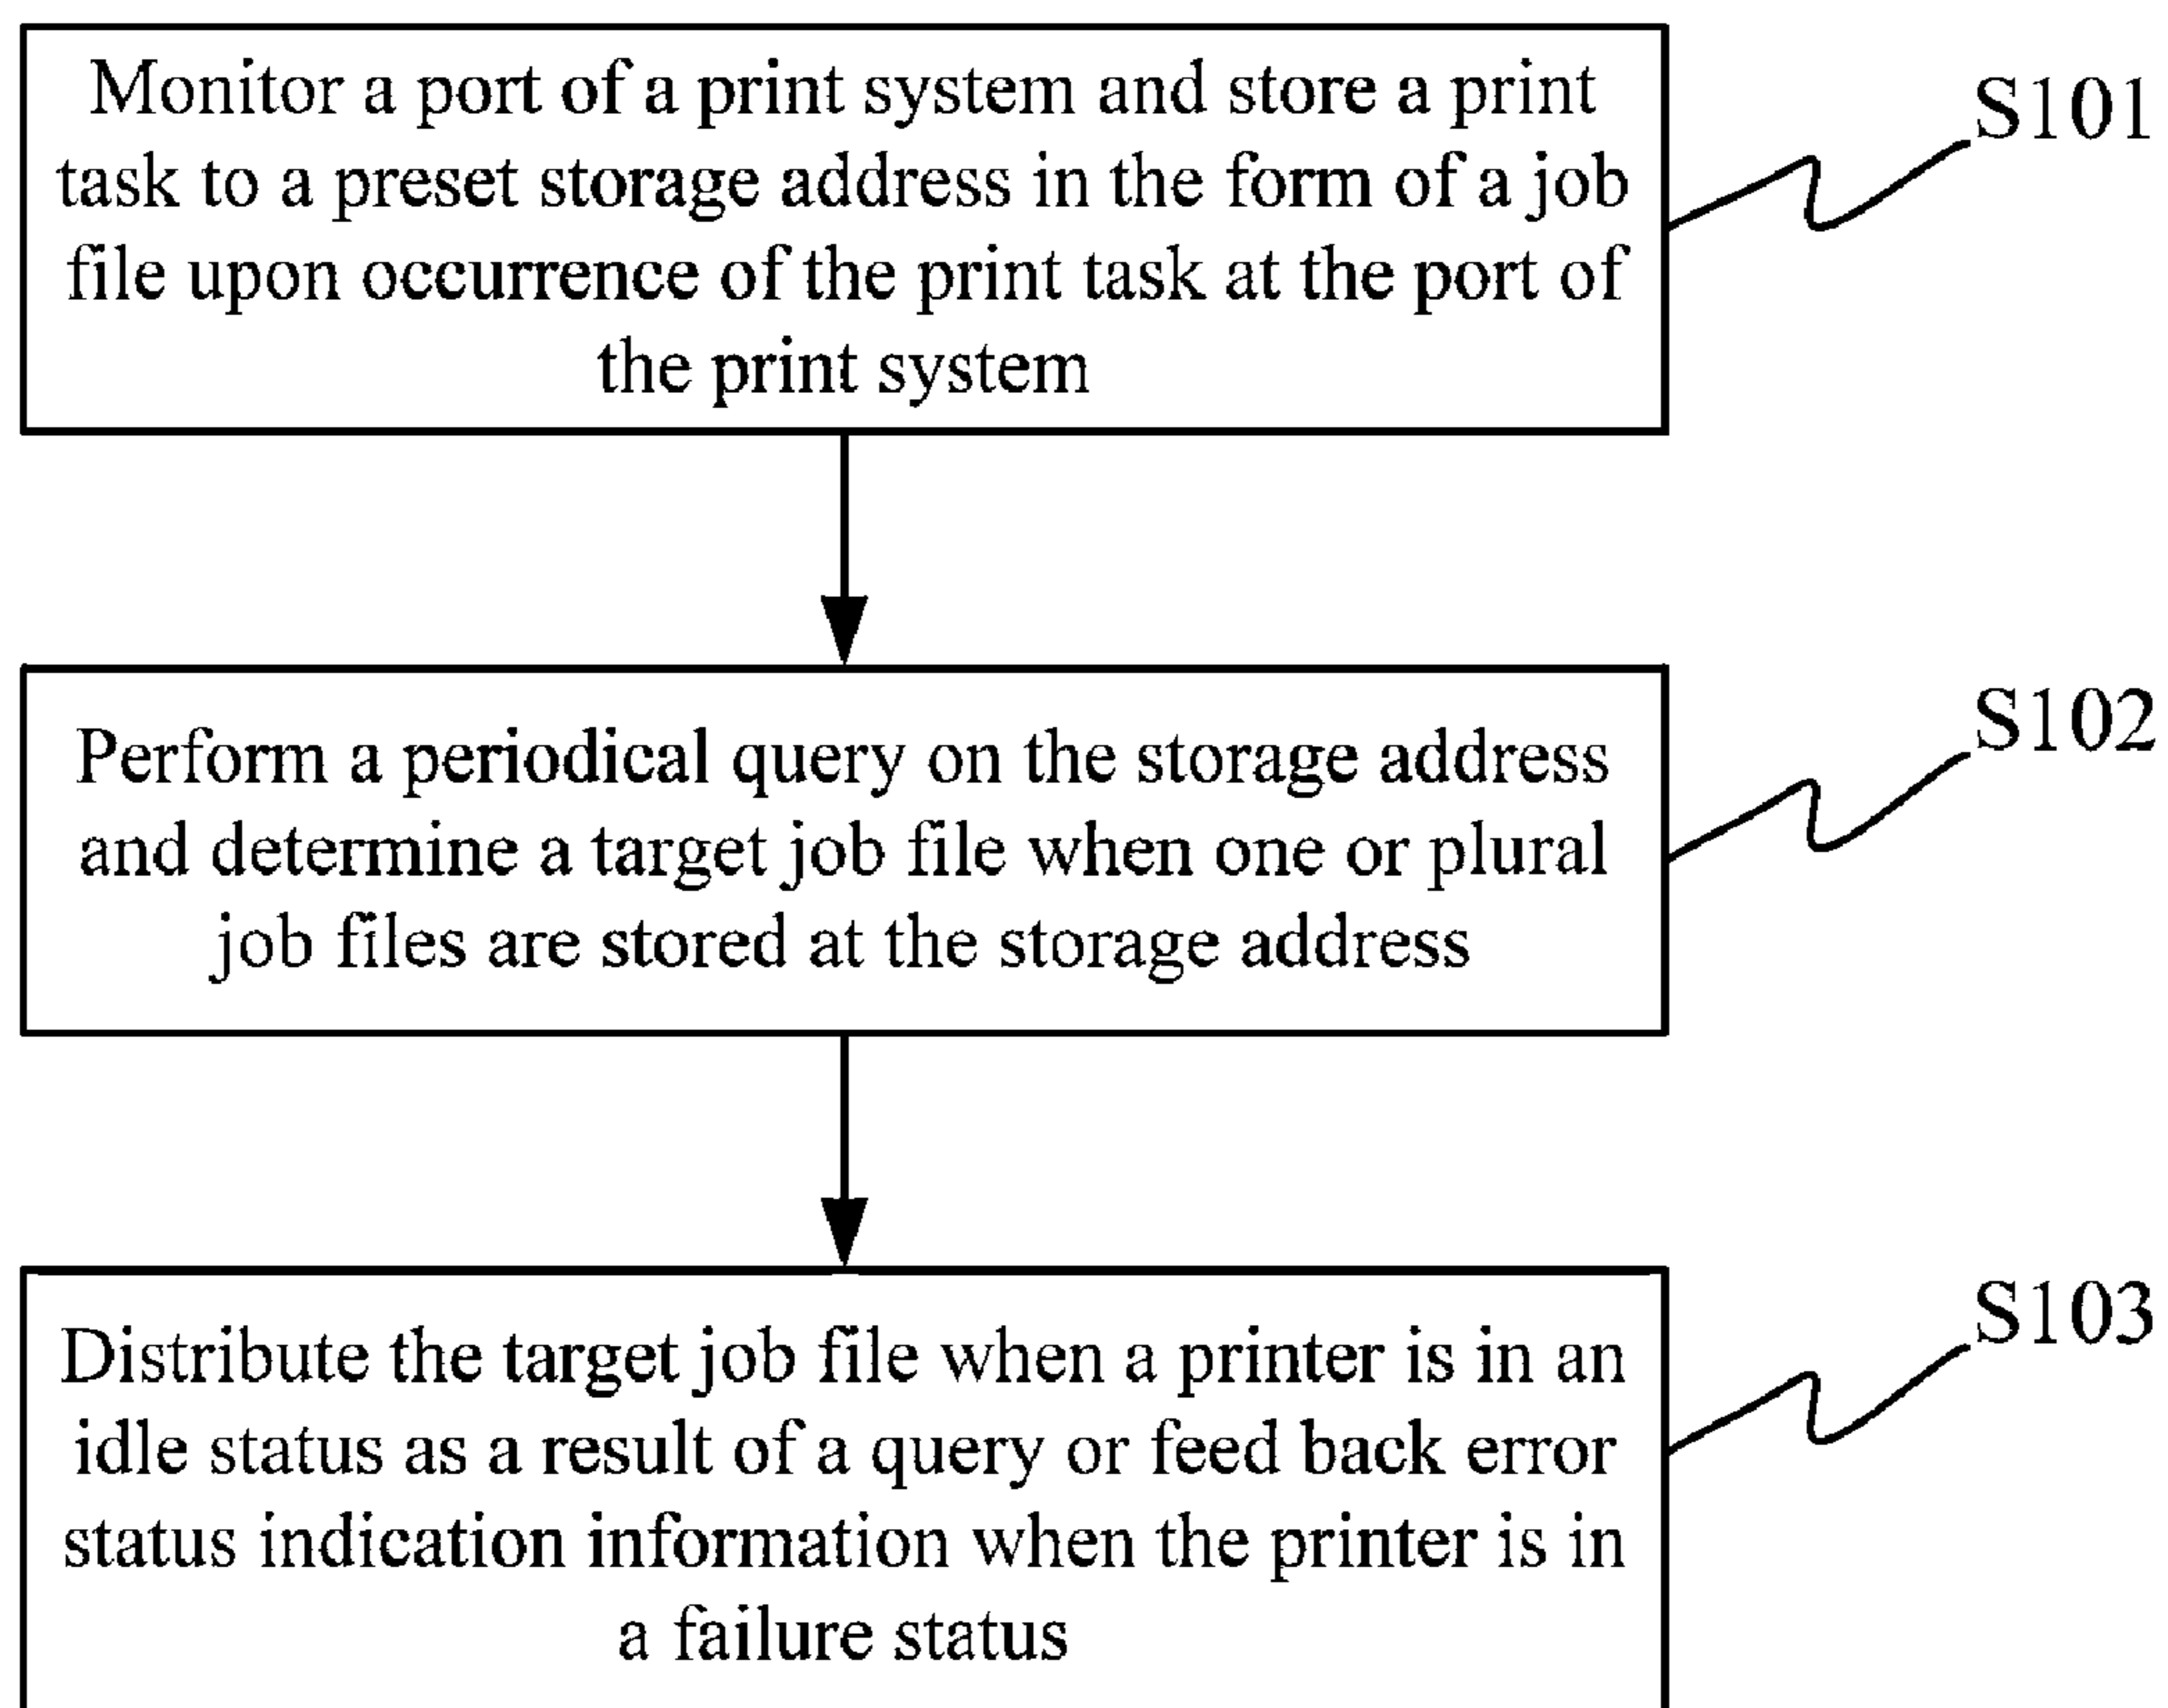 Monitor a port of a print system and store a print
task to a preset storage address in the form of a job
file upon occurrence of the print task at the port of
the print system
S101
Perform a periodical query on the storage address
and determine a target job file when one or plural
job files are stored at the storage address
S102
Distribute the target job file when a printer is in an
idle status as a result of a query or feed back error
status indication information when the printer is in
a failure status
S103